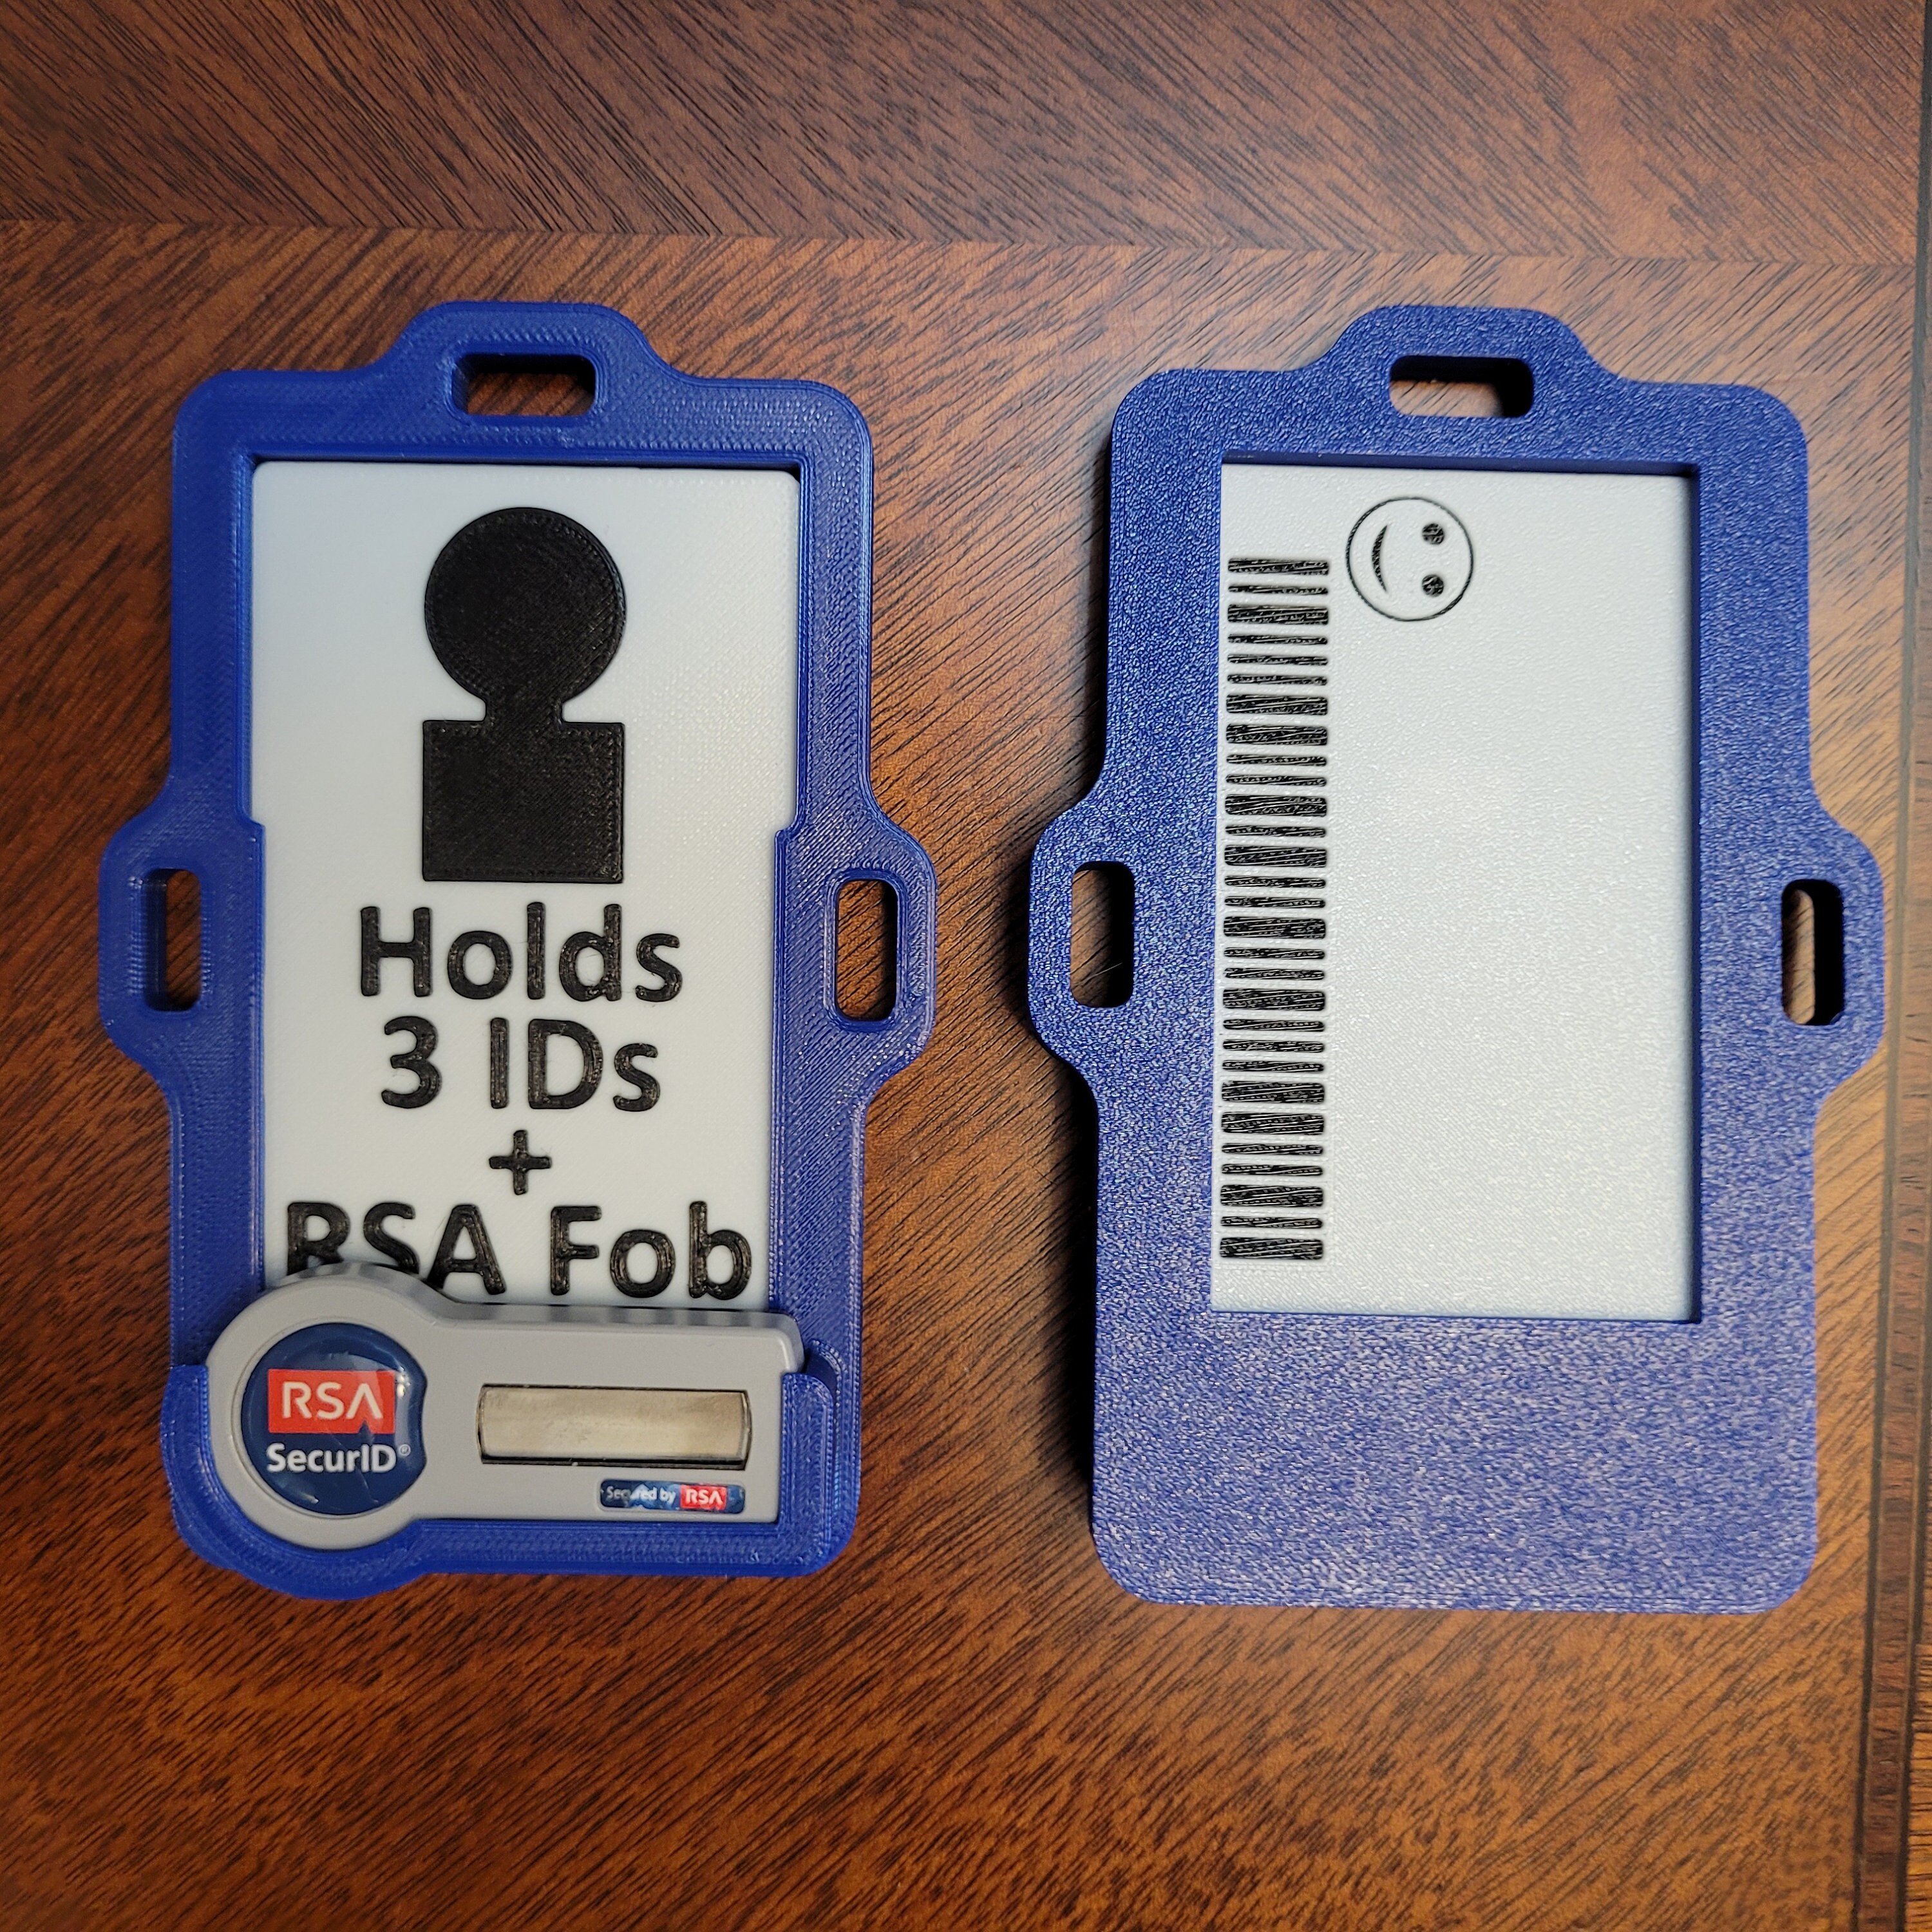 Holds
3 IDs
+
RSA Fob
RSA
SecurID®
Secured by RSA